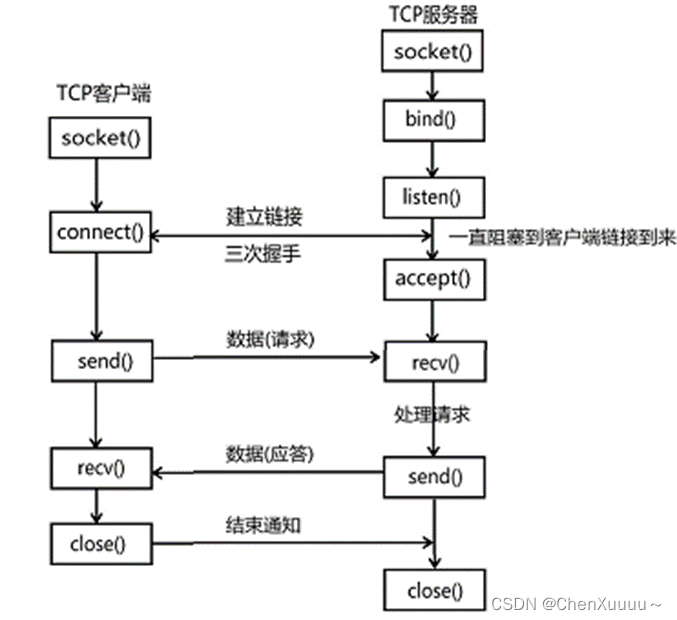 TCP服务器
socket()
TCP客户端
bind()
socket()
listen()
建立链接
connect()
一直阻塞到客户端链接到来
三次握手
accept()
数据(请求)
send()
recv()
处理请求
数据(应答)
recv()
send()
结束通知
close()
close()
CSDN @ChenXuuuu～